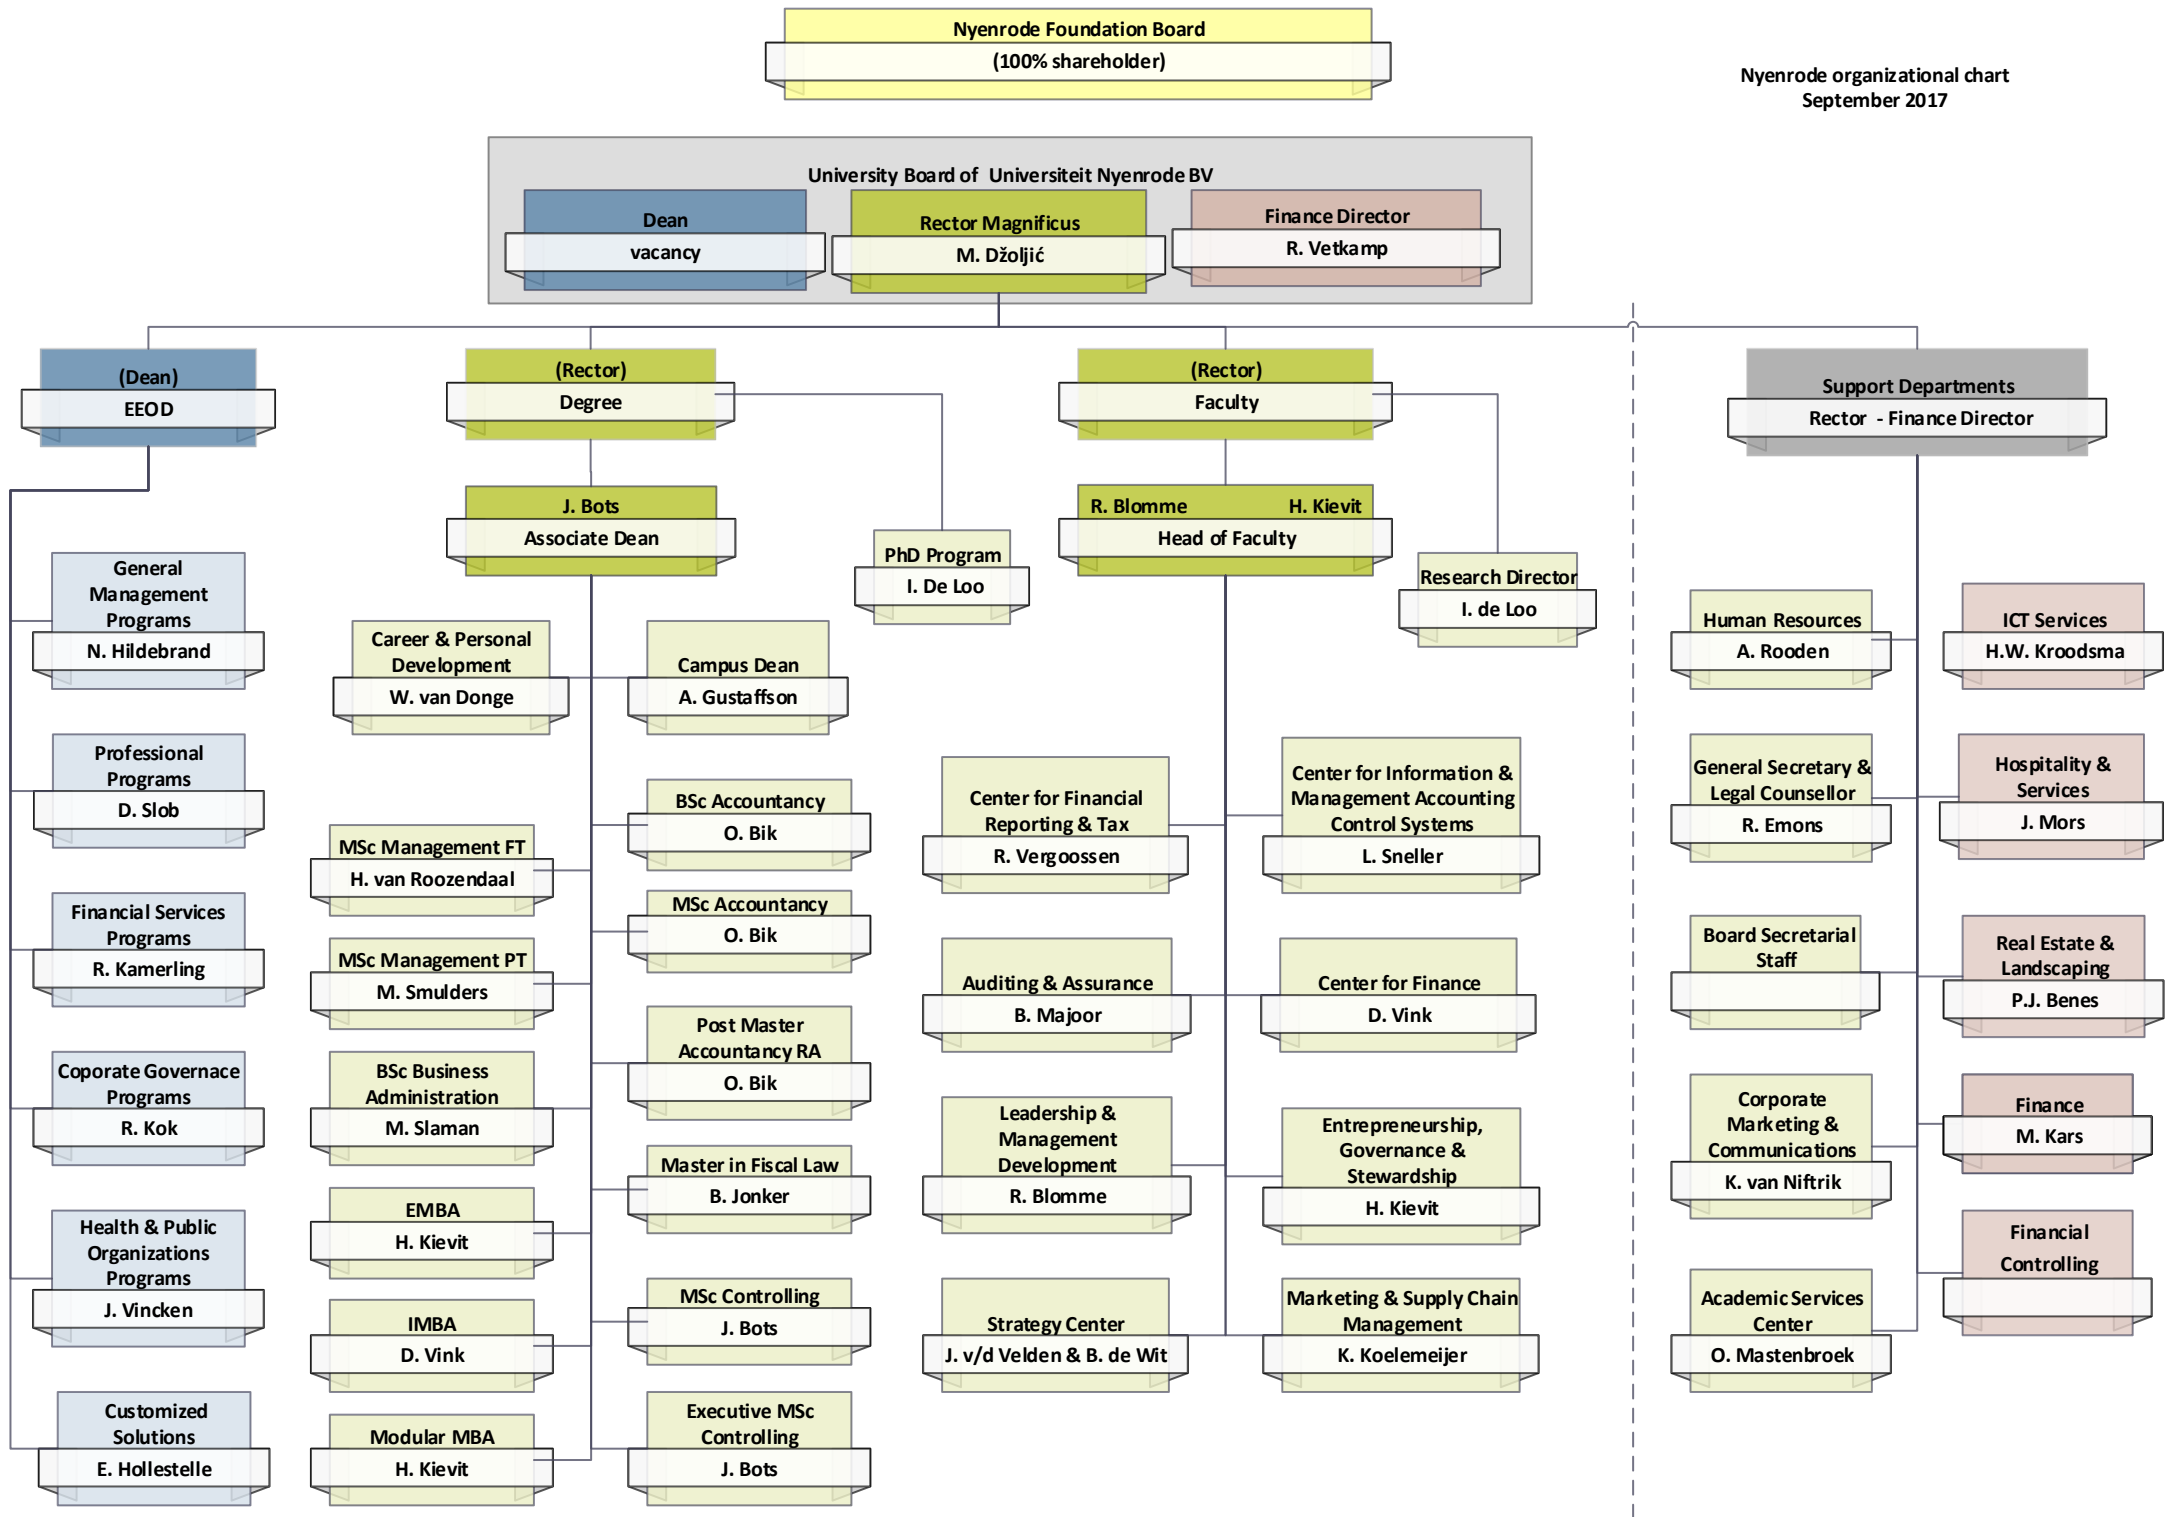 Nyenrode Foundation Board
(100% shareholder)
Nyenrode organizational chart
September 2017
University Board of Universiteit Nyenrode BV
Dean
vacancy
Rector Magnificus
M. Džoljić
Finance Director
R. Vetkamp
(Dean)
EEOD
(Rector)
Degree
(Rector)
Faculty
Support Departments
Rector - Finance Director
General
Management
Programs
N. Hildebrand
Professional
Programs
D. Slob
Financial Services
Programs
R. Kamerling
Coporate Governace
Programs
R. Kok
Health & Public
Organizations
Programs
J. Vincken
Customized
Solutions
E. Hollestelle
J. Bots
Associate Dean
PhD Program
I. De Loo
Career & Personal
Development
W. van Donge
Campus Dean
A. Gustaffson
MSc Management FT
H. van Roozendaal
MSc Management PT
M. Smulders
BSc Business
Administration
M. Slaman
EMBA
H. Kievit
IMBA
D. Vink
Modular MBA
H. Kievit
BSc Accountancy
O. Bik
MSc Accountancy
O. Bik
Post Master
Accountancy RA
O. Bik
Master in Fiscal Law
B. Jonker
MSc Controlling
J. Bots
Executive MSc
Controlling
J. Bots
R. Blomme H. Kievit
Head of Faculty
Research Director
I. de Loo
Center for Financial
Reporting & Tax
R. Vergoossen
Center for Information &
Management Accounting
Control Systems
L. Sneller
Auditing & Assurance
B. Majoor
Center for Finance
D. Vink
Leadership &
Management
Development
R. Blomme
Entrepreneurship,
Governance &
Stewardship
H. Kievit
Strategy Center
J. v/d Velden & B. de Wit
Marketing & Supply Chain
Management
K. Koelemeijer
Human Resources
A. Rooden
ICT Services
H.W. Kroodsma
General Secretary &
Legal Counsellor
R. Emons
Hospitality &
Services
J. Mors
Board Secretarial
Staff
Real Estate &
Landscaping
P.J. Benes
Corporate
Marketing &
Communications
K. van Niftrik
Finance
M. Kars
Academic Services
Center
O. Mastenbroek
Financial
Controlling